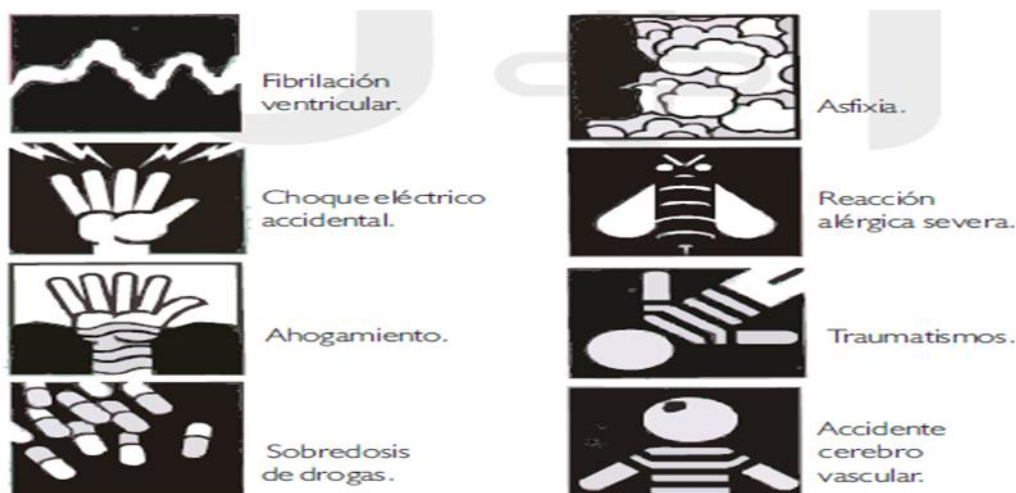 Fibrilación
ventricular.
Choque eléctrico
accidental.
Ahogamiento.
Sobredosis
de drogas.
Asfixia.
Reacción
alérgica severa.
Traumatismos.
Accidente
cerebro
vascular.